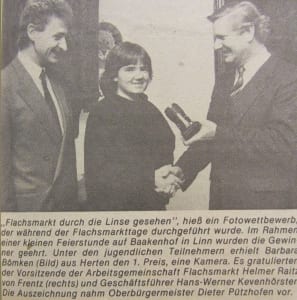 „Flachsmarkt durch die Linse gesehen", hieß ein Fotowettbewerb,
der während der Flachsmarkttage durchgeführt wurde. Im Rahmen
einer kleinen Feierstunde auf Baakenhof in Linn wurden die Gewin
ner geehrt. Unter den jugendlichen Teilnehmern erhielt Barbara
Bömken (Bild) aus Herten den 1. Preis, eine Kamera. Es gratulierten
der Vorsitzende der Arbeitsgemeinschaft Flachsmarkt Helmer Raitz
von Frentz (rechts) und Geschäftsführer Hans-Werner Kevenhörster
Die Auszeichnung nahm Oberbürgermeister Dieter Pützhofen vor.